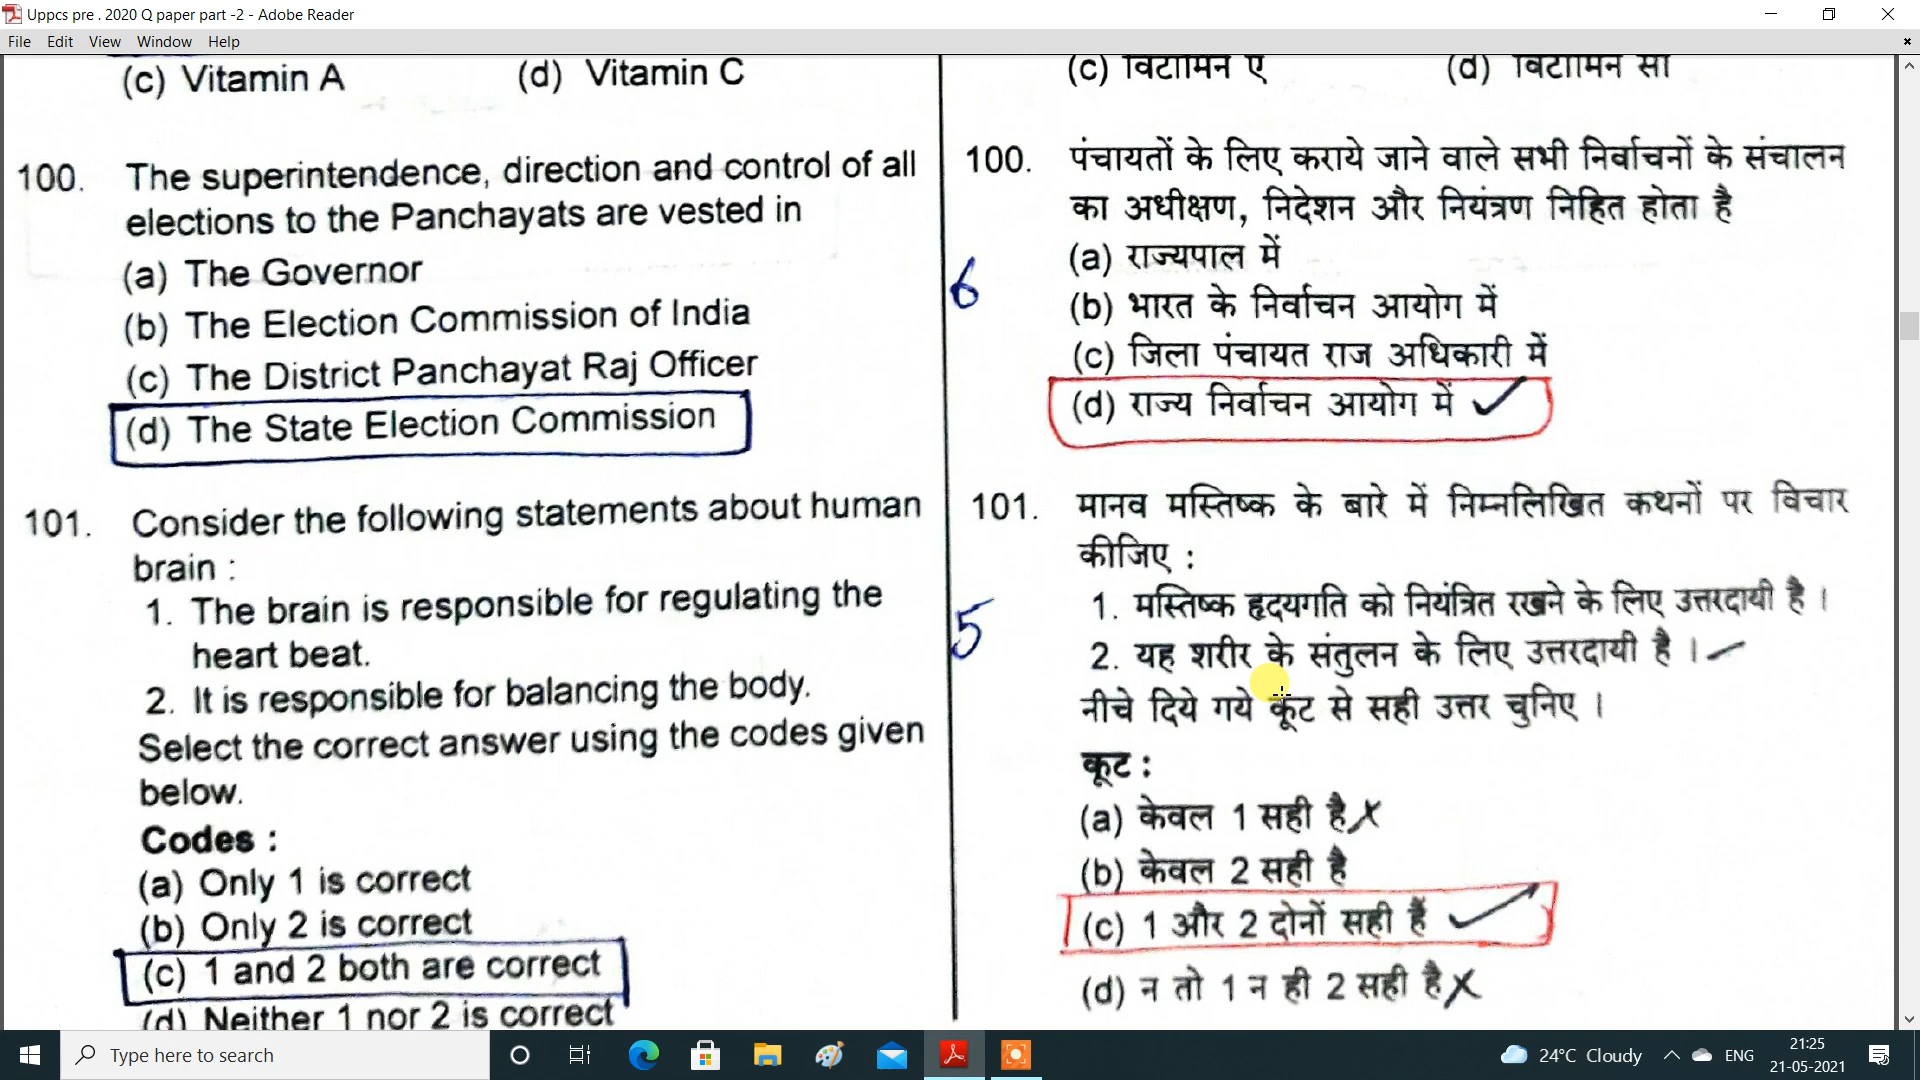 Uppcs pre . 2020 Q paper part -2 - Adobe Reader
File Edit View Window Help
(c) Vitamin A (d) Vitamin C
100. The superintendence, direction and control of all
elections to the Panchayats are vested in
(a) The Governor
(b) The Election Commission of India
(c) The District Panchayat Raj Officer
(d) The State Election Commission
101. Consider the following statements about human
brain :
1. The brain is responsible for regulating the
heart beat.
2. It is responsible for balancing the body.
Select the correct answer using the codes given
below.
Codes :
(a) Only 1 is correct
(b) Only 2 is correct
(c) 1 and 2 both are correct
(d) Neither 1 nor 2 is correct
6
5
(c) विटामिन ए (d) विटामिन सी
100. पंचायतों के लिए कराये जाने वाले सभी निर्वाचनों के संचालन
का अधीक्षण, निदेशन और नियंत्रण निहित होता है
(a) राज्यपाल में
(b) भारत के निर्वाचन आयोग में
(c) जिला पंचायत राज अधिकारी में
(d) राज्य निर्वाचन आयोग में
101. मानव मस्तिष्क के बारे में निम्नलिखित कथनों पर विचार
कीजिए :
1. मस्तिष्क हृदयगति को नियंत्रित रखने के लिए उत्तरदायी है ।
2. यह शरीर के संतुलन के लिए उत्तरदायी है ।
नीचे दिये गये कूट से सही उत्तर चुनिए ।
कूट :
(a) केवल 1 सही है
(b) केवल 2 सही है
(c) 1 और 2 दोनों सही हैं
(d) न तो 1 न ही 2 सही है
Type here to search
24°C Cloudy
ENG
21:25
21-05-2021